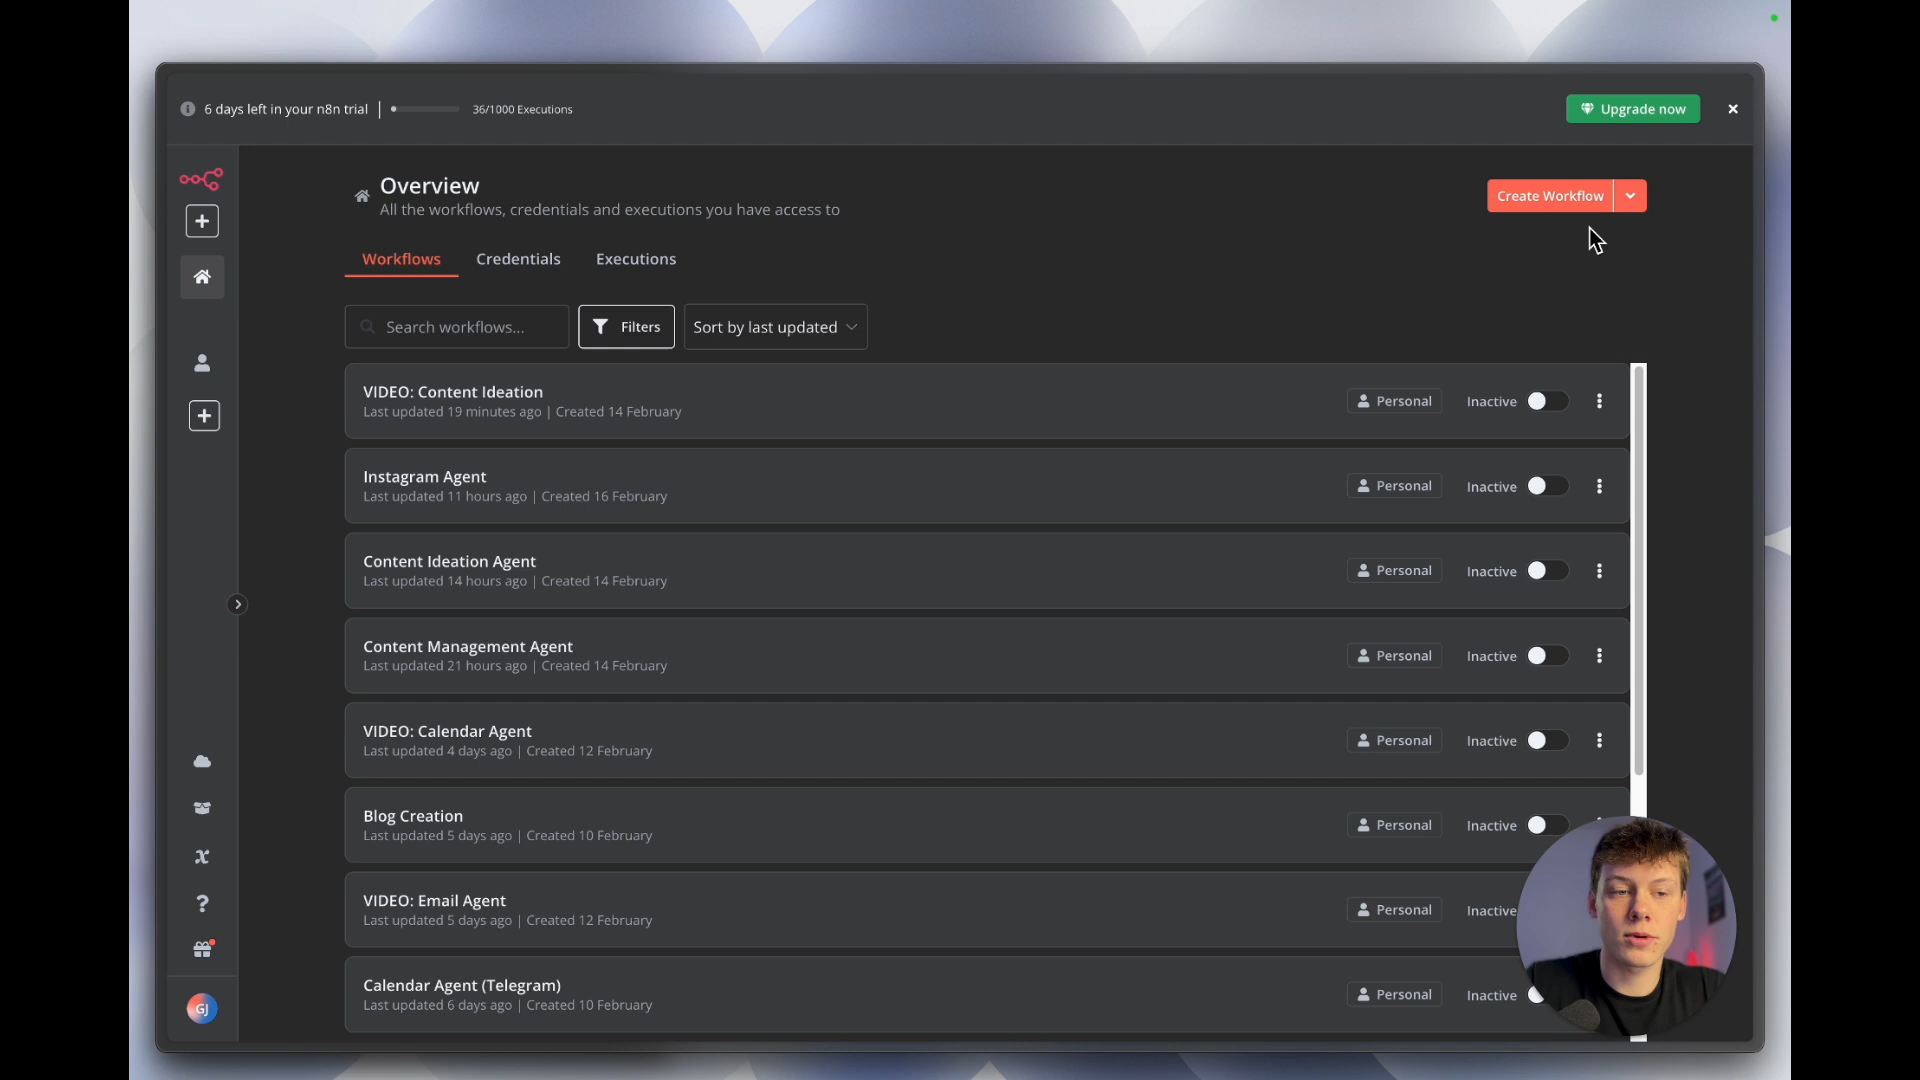 6 days left in your n8n trial
36/1000 Executions
Upgrade now
Overview
All the workflows, credentials and executions you have access to
Create Workflow
Workflows
Credentials
Executions
Search workflows...
Filters
Sort by last updated
VIDEO: Content Ideation
Last updated 19 minutes ago | Created 14 February
Personal
Inactive
Instagram Agent
Last updated 11 hours ago | Created 16 February
Personal
Inactive
Content Ideation Agent
Last updated 14 hours ago | Created 14 February
Personal
Inactive
Content Management Agent
Last updated 21 hours ago | Created 14 February
Personal
Inactive
VIDEO: Calendar Agent
Last updated 4 days ago | Created 12 February
Personal
Inactive
Blog Creation
Last updated 5 days ago | Created 10 February
Personal
Inactive
VIDEO: Email Agent
Last updated 5 days ago | Created 12 February
Personal
Inactive
Calendar Agent (Telegram)
Last updated 6 days ago | Created 10 February
Personal
Inactive
GJ